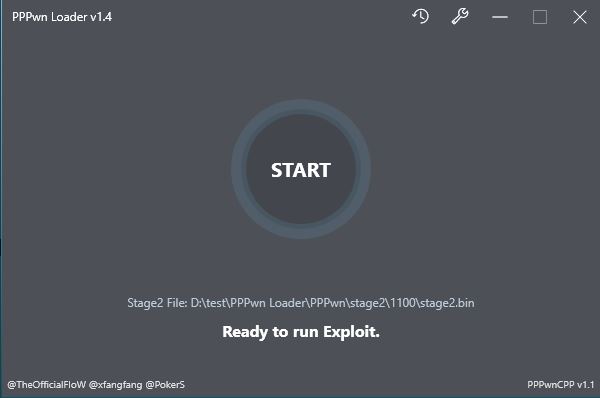 PPPwn Loader v1.4
START
Stage2 File: D:\test\PPPwn Loader\PPPwn\stage2\1100\stage2.bin
Ready to run Exploit.
@TheOfficialFloW @xfangfang @PokerS PPPwnCPP v1.1